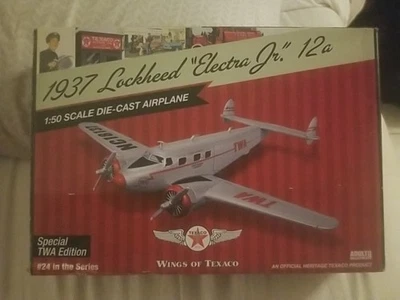 1937 Lockheed "Electra Jr." 12a
1:50 SCALE DIE-CAST AIRPLANE
TWA
TWA
Special
TWA Edition
#24 in the Series
TEXACO
WINGS OF TEXACO
AN OFFICIAL HERITAGE TEXACO PRODUCT